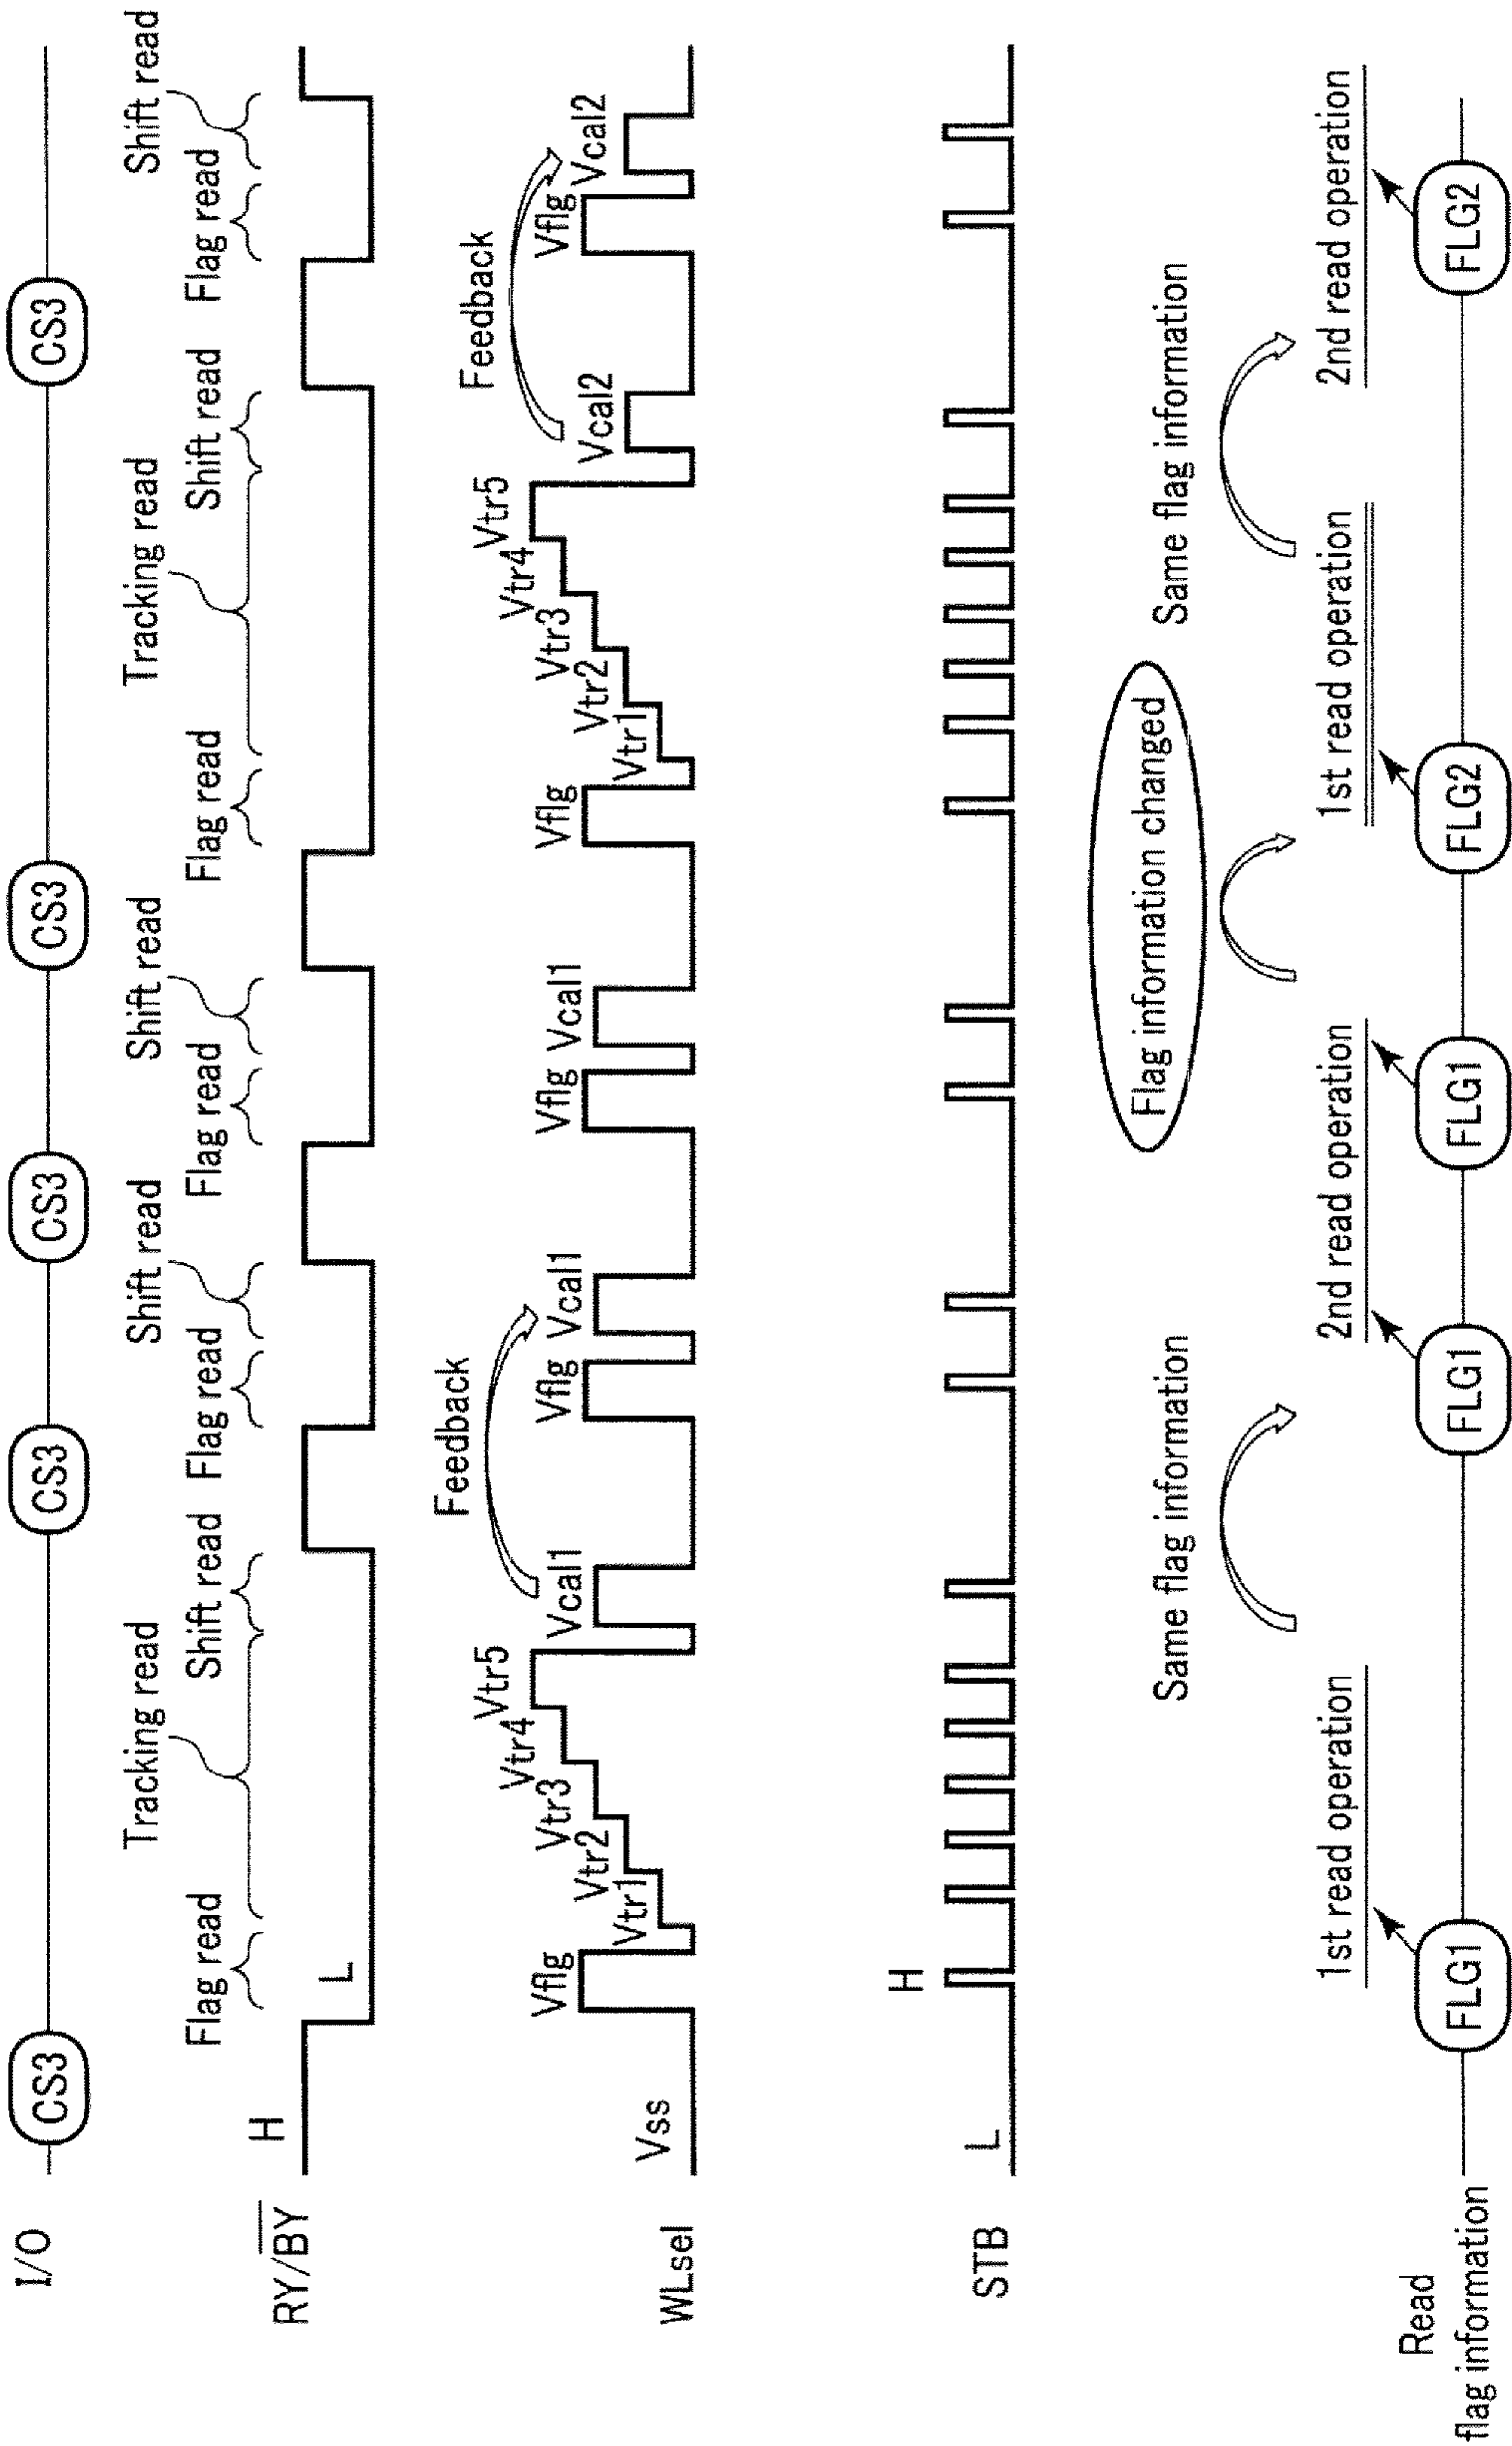 I/O
CS3
CS3
CS3
CS3
CS3
Tracking read
Shift read
Shift read
Tracking read
Shift read
Flag read
Shift read
Flag read
Flag read
Flag read
Shift read
Flag read
RY/BY
H
L
Feedback
Feedback
WLsel
Vss
Vflg
Vtr1
Vtr2
Vtr3
Vtr4
Vtr5
Vcal1
Vflg
Vcal1
Vflg
Vcal1
Vflg
Vtr1
Vtr2
Vtr3
Vtr4
Vtr5
Vcal2
Vflg
Vcal2
STB
L
H
Flag information changed
Same flag information
Same flag information
1st read operation
2nd read operation
1st read operation
2nd read operation
Read
flag information
FLG1
FLG1
FLG1
FLG2
FLG2